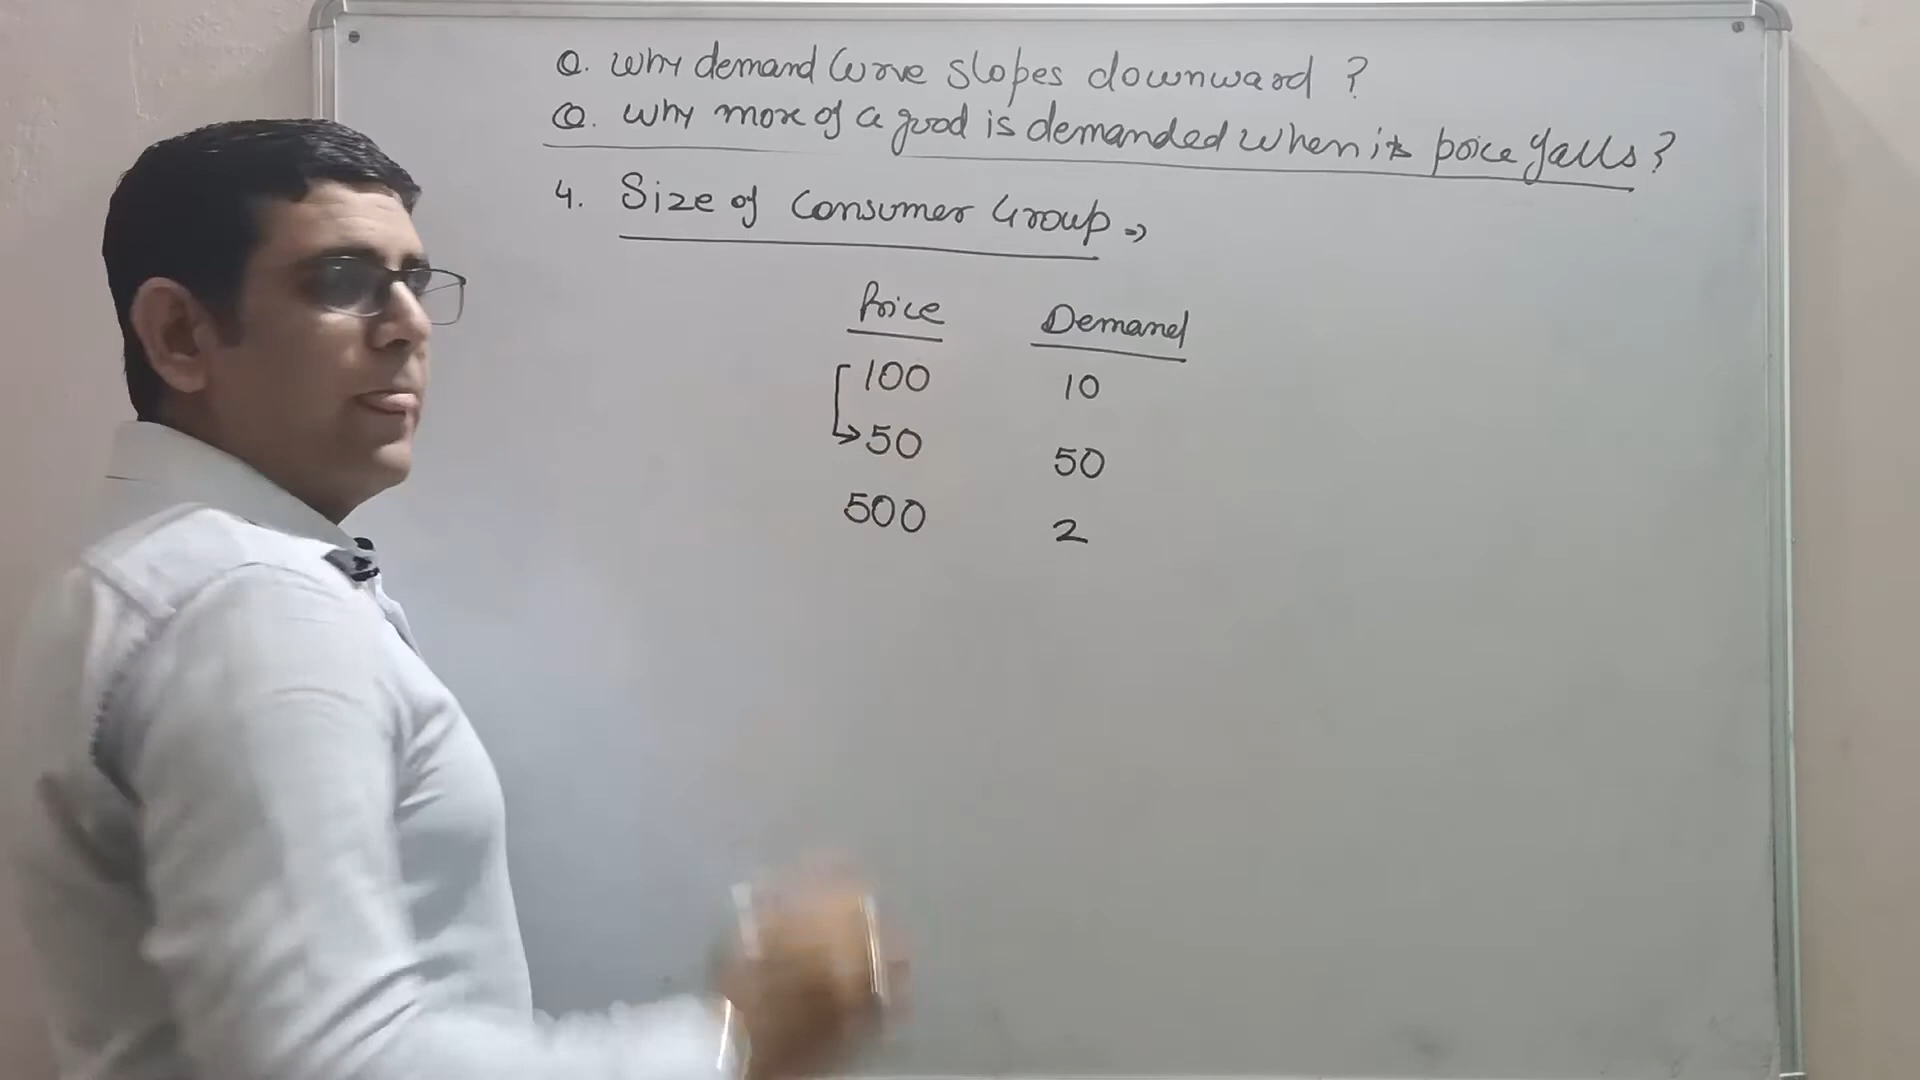 Q. Why demand Curve slopes downward ?
Q. Why more of a good is demanded when its price falls ?
4. Size of Consumer Group ⇒
Price Demand
100 10
50 50
500 2